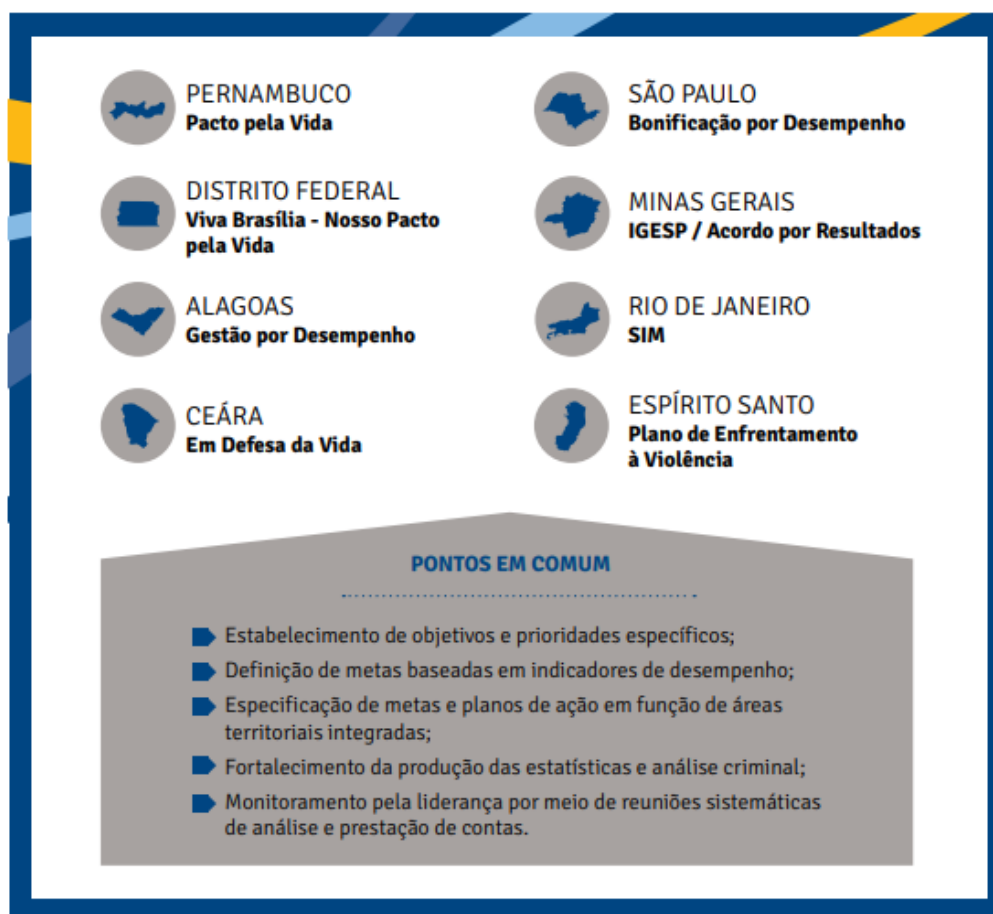 PERNAMBUCO
Pacto pela Vida
DISTRITO FEDERAL
Viva Brasília - Nosso Pacto
pela Vida
ALAGOAS
Gestão por Desempenho
CEÁRA
Em Defesa da Vida
SÃO PAULO
Bonificação por Desempenho
MINAS GERAIS
IGESP / Acordo por Resultados
RIO DE JANEIRO
SIM
ESPÍRITO SANTO
Plano de Enfrentamento
à Violência
PONTOS EM COMUM
Estabelecimento de objetivos e prioridades específicos;
Definição de metas baseadas em indicadores de desempenho;
Especificação de metas e planos de ação em função de áreas
territoriais integradas;
Fortalecimento da produção das estatísticas e análise criminal;
Monitoramento pela liderança por meio de reuniões sistemáticas
de análise e prestação de contas.